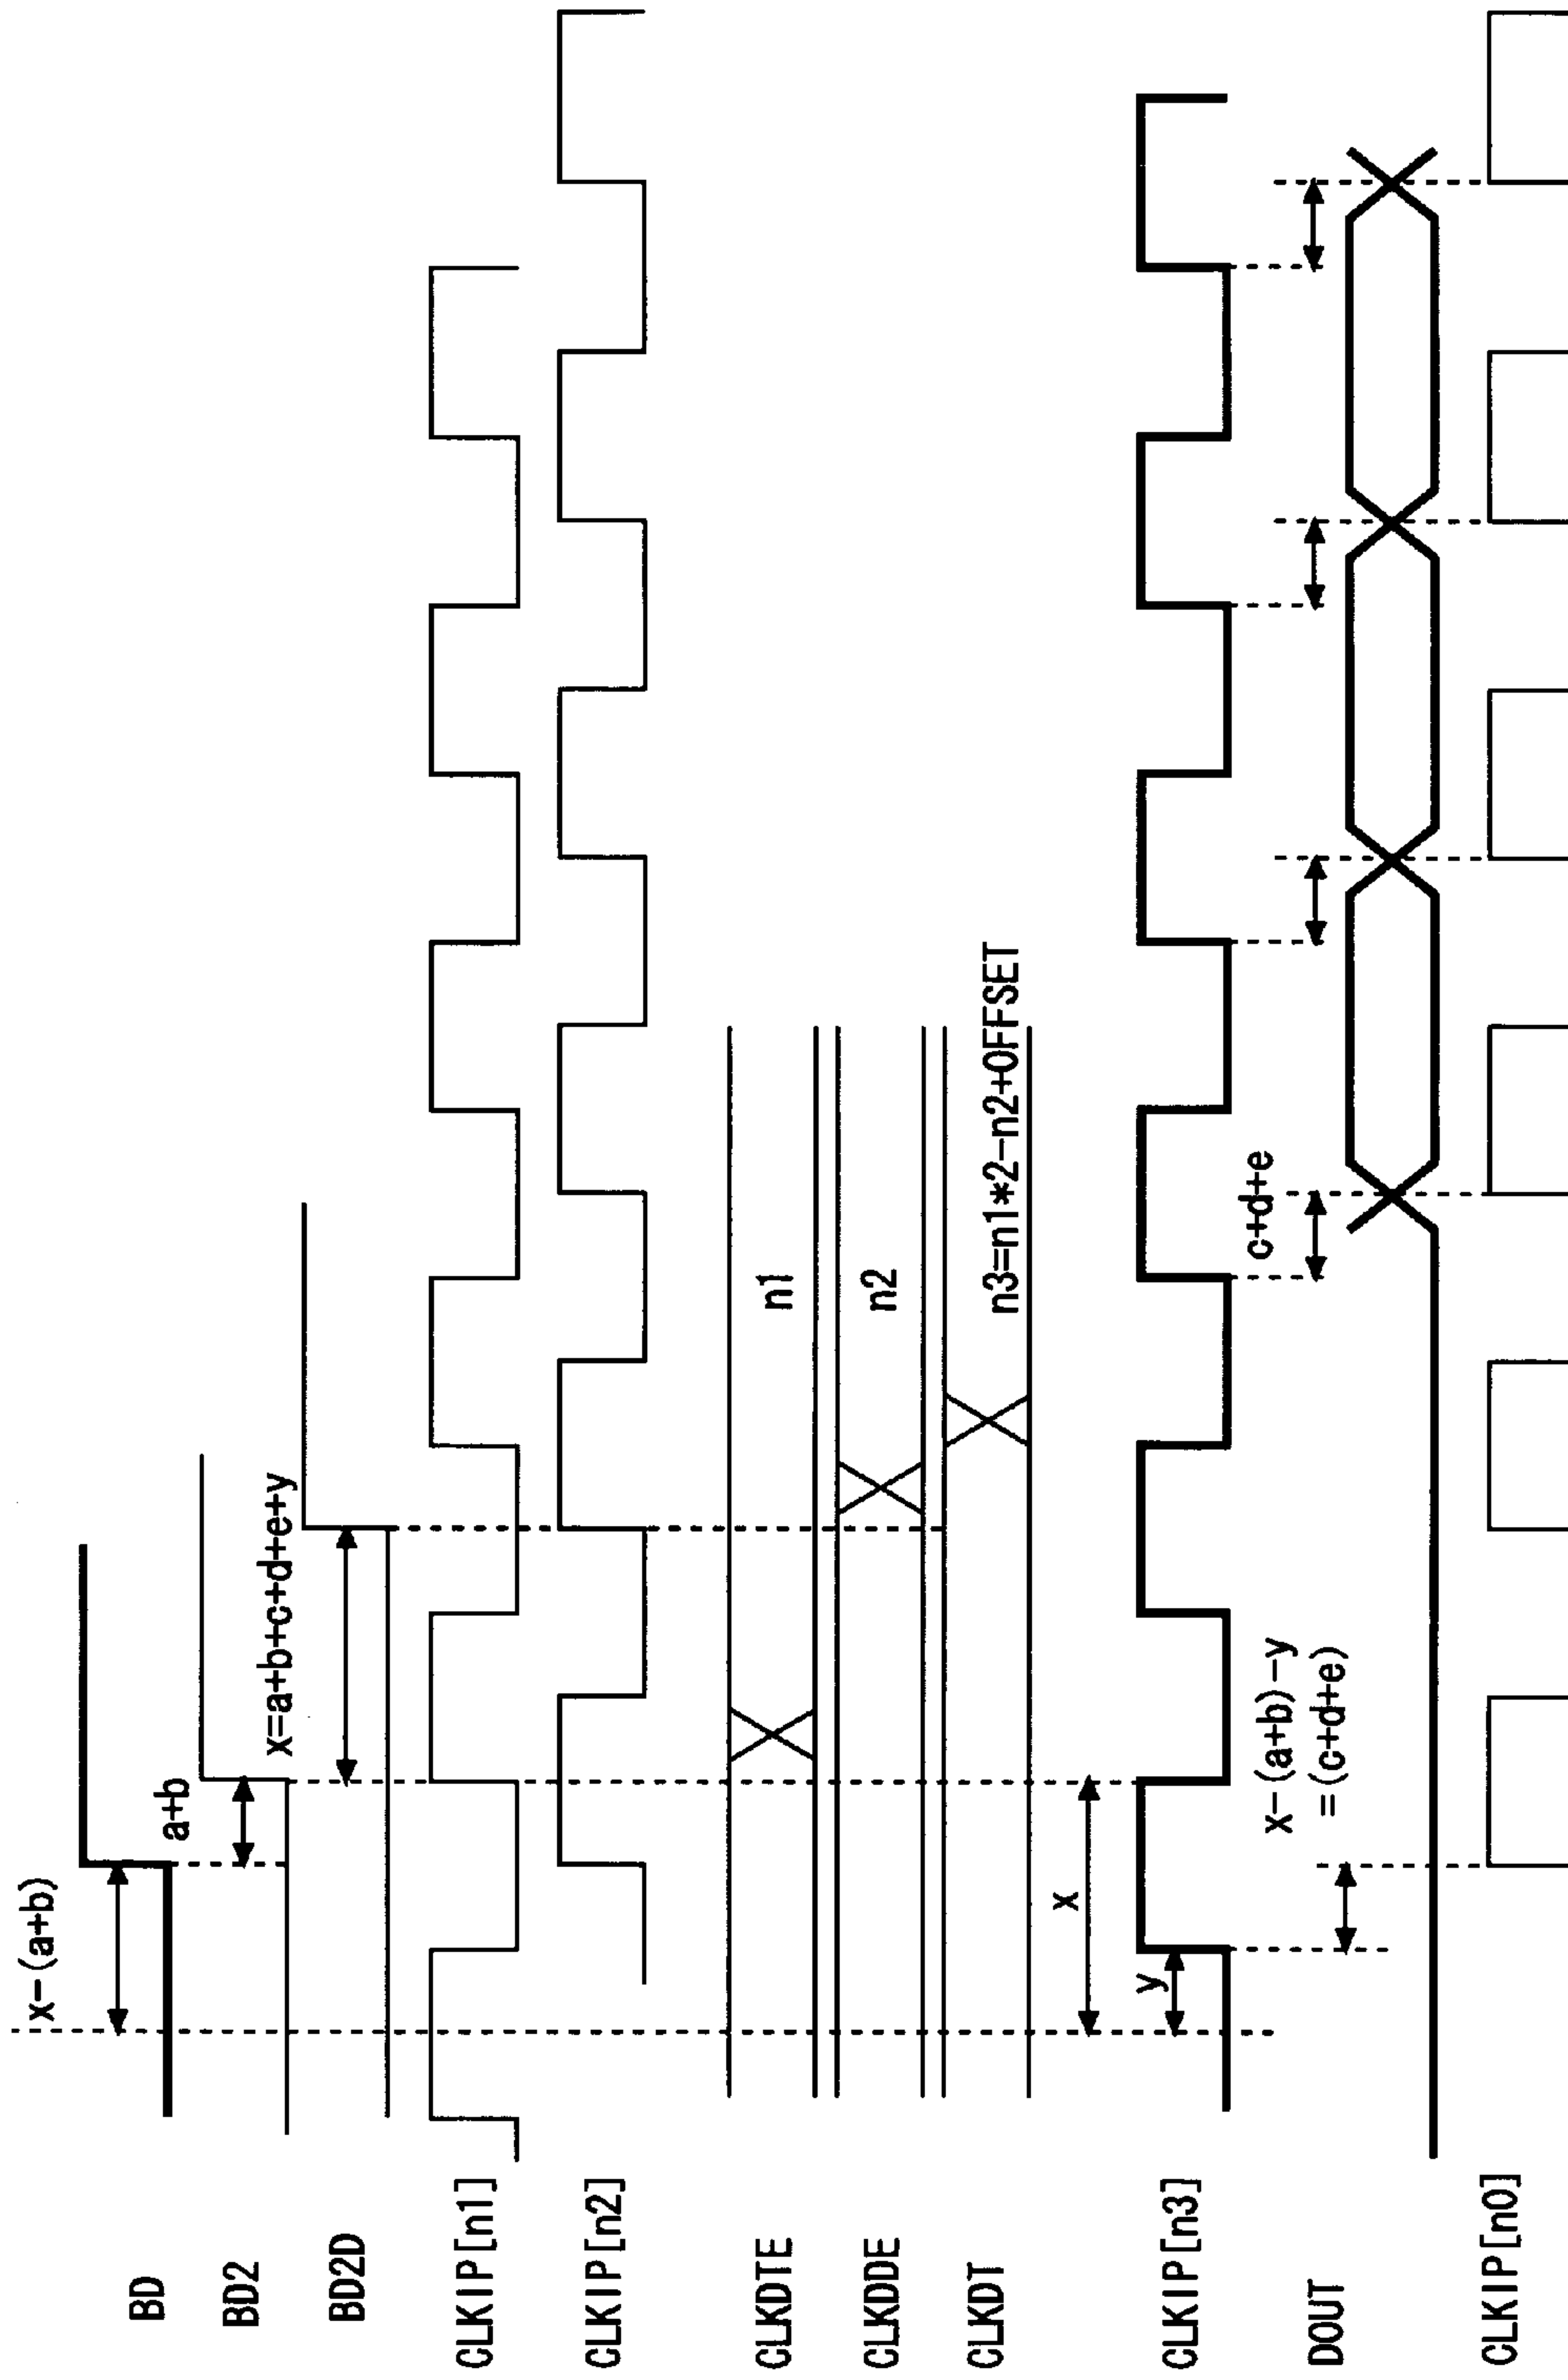 BD
x-(a+b)
BD2
a+b
BD2D
x=a+b+c+d+e+y
CLKIP[n1]
CLKIP[n2]
CLKDTE
n1
CLKDDE
n2
CLKDT
n3=n1*2-n2+OFFSET
x
CLKIP[n3]
y
x-(a+b)-y
=(c+d+e)
c+d+e
DOUT
CLKIP[n0]